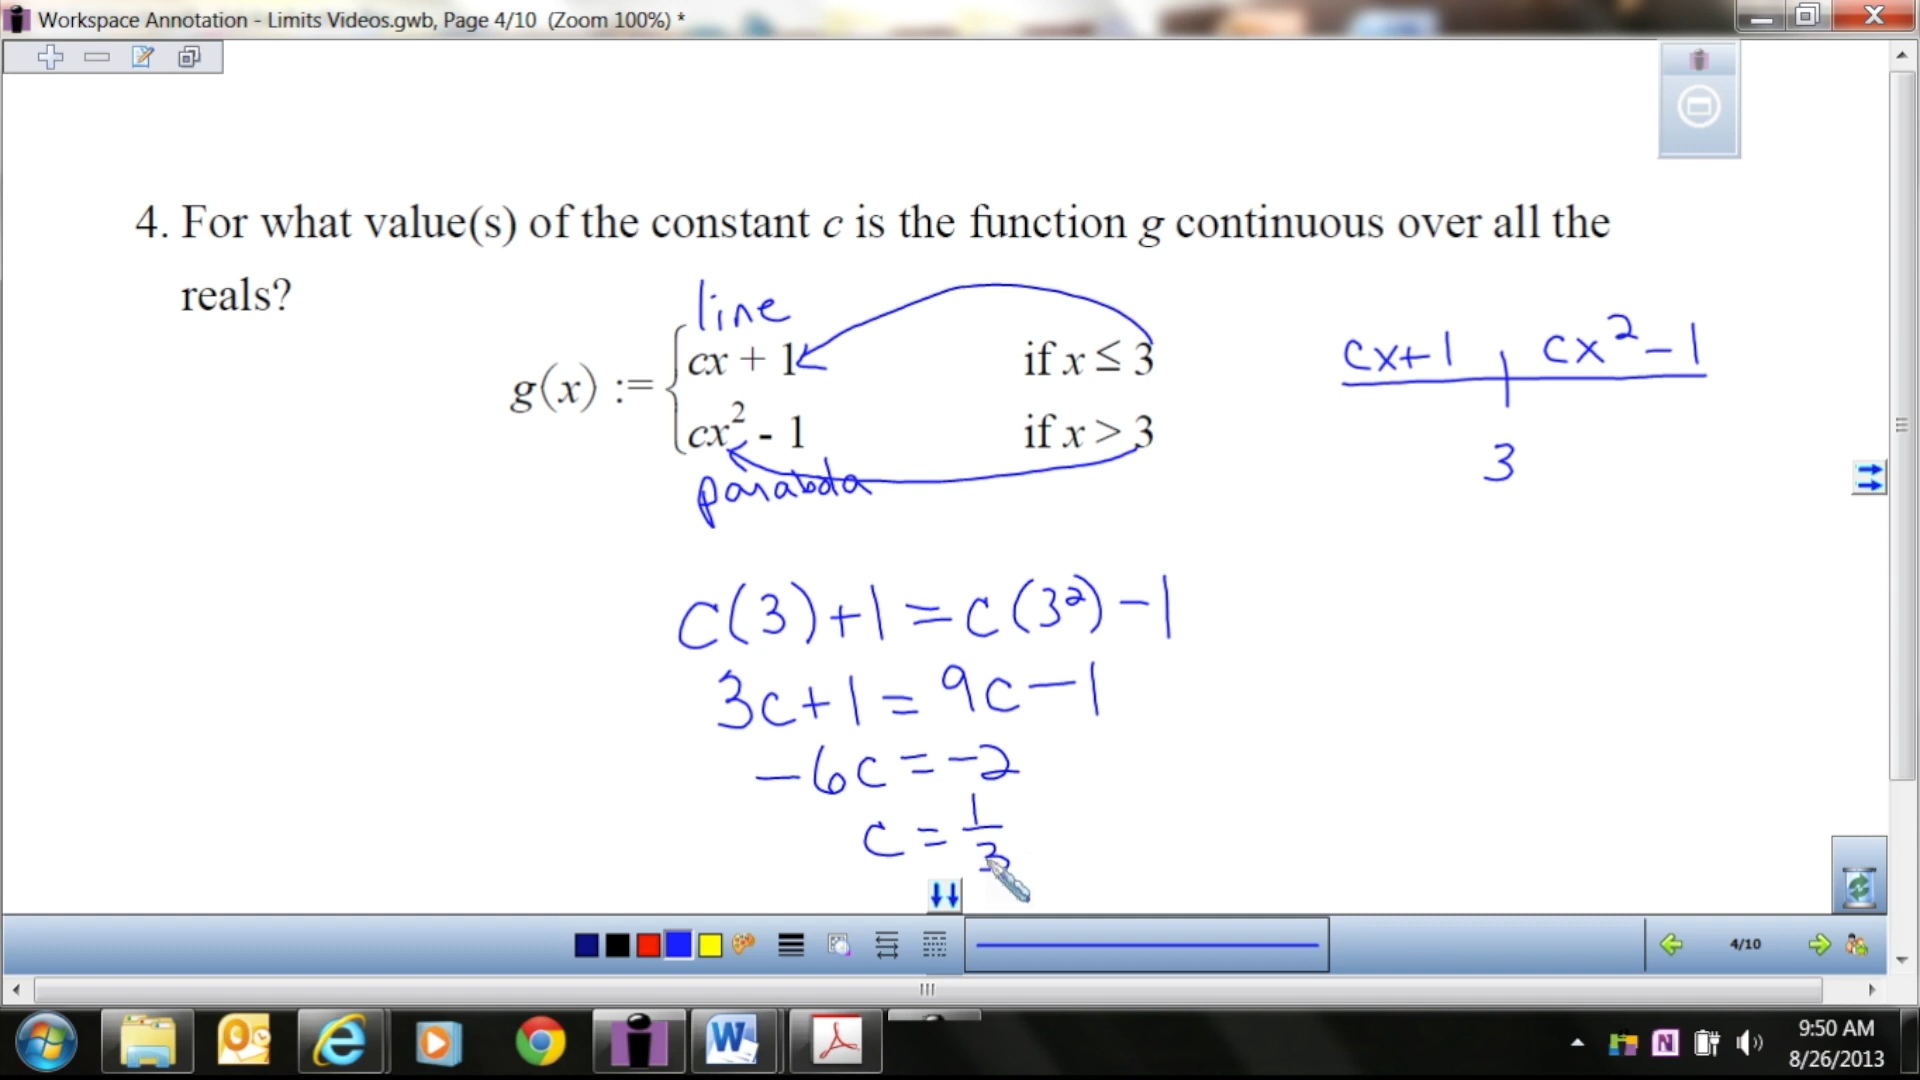 Workspace Annotation - Limits Videos.gwb, Page 4/10 (Zoom 100%) *
4. For what value(s) of the constant c is the function g continuous over all the
reals?
line
g(x) := { cx + 1 if x ≤ 3
cx² - 1 if x > 3
parabola
cx+1 cx²-1
3
c(3)+1=c(3²)-1
3c+1=9c-1
-6c=-2
c=1/3
4/10
9:50 AM
8/26/2013